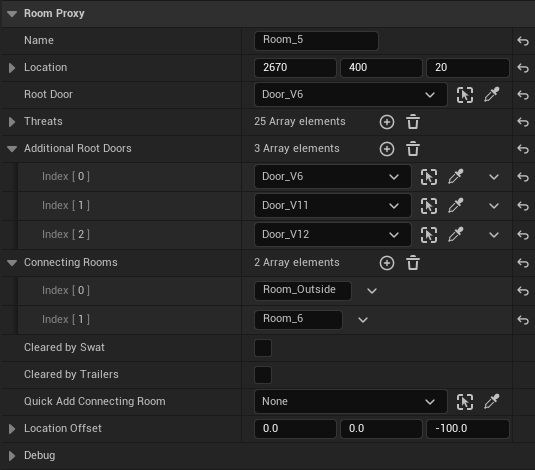 Room Proxy
Name Room_5
Location 2670 400 20
Root Door Door_V6
Threats 25 Array elements
Additional Root Doors 3 Array elements
Index [ 0 ] Door_V6
Index [ 1 ] Door_V11
Index [ 2 ] Door_V12
Connecting Rooms 2 Array elements
Index [ 0 ] Room_Outside
Index [ 1 ] Room_6
Cleared by Swat
Cleared by Trailers
Quick Add Connecting Room None
Location Offset 0.0 0.0 -100.0
Debug